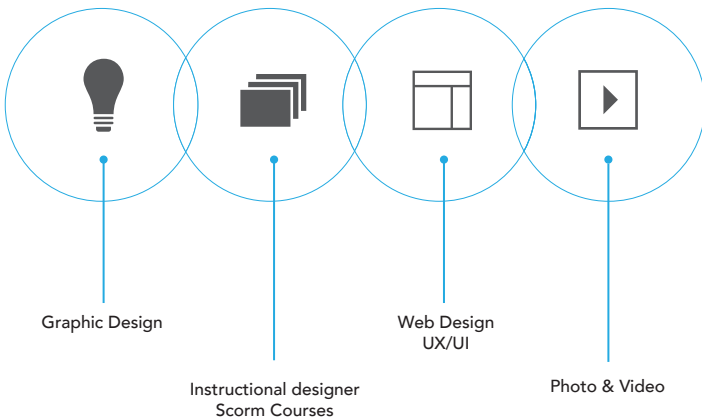 Graphic Design
Instructional designer
Scorm Courses
Web Design
UX/UI
Photo & Video